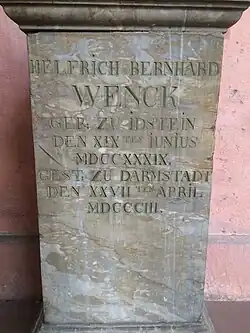 HELFRICH BERNHARD
WENCK
GEB. ZU IDSTEIN
DEN XIX TEN IUNIUS
MDCCXXXIX.
GEST. ZU DARMSTADT
DEN XXVII TEN APRIL
MDCCCIII.